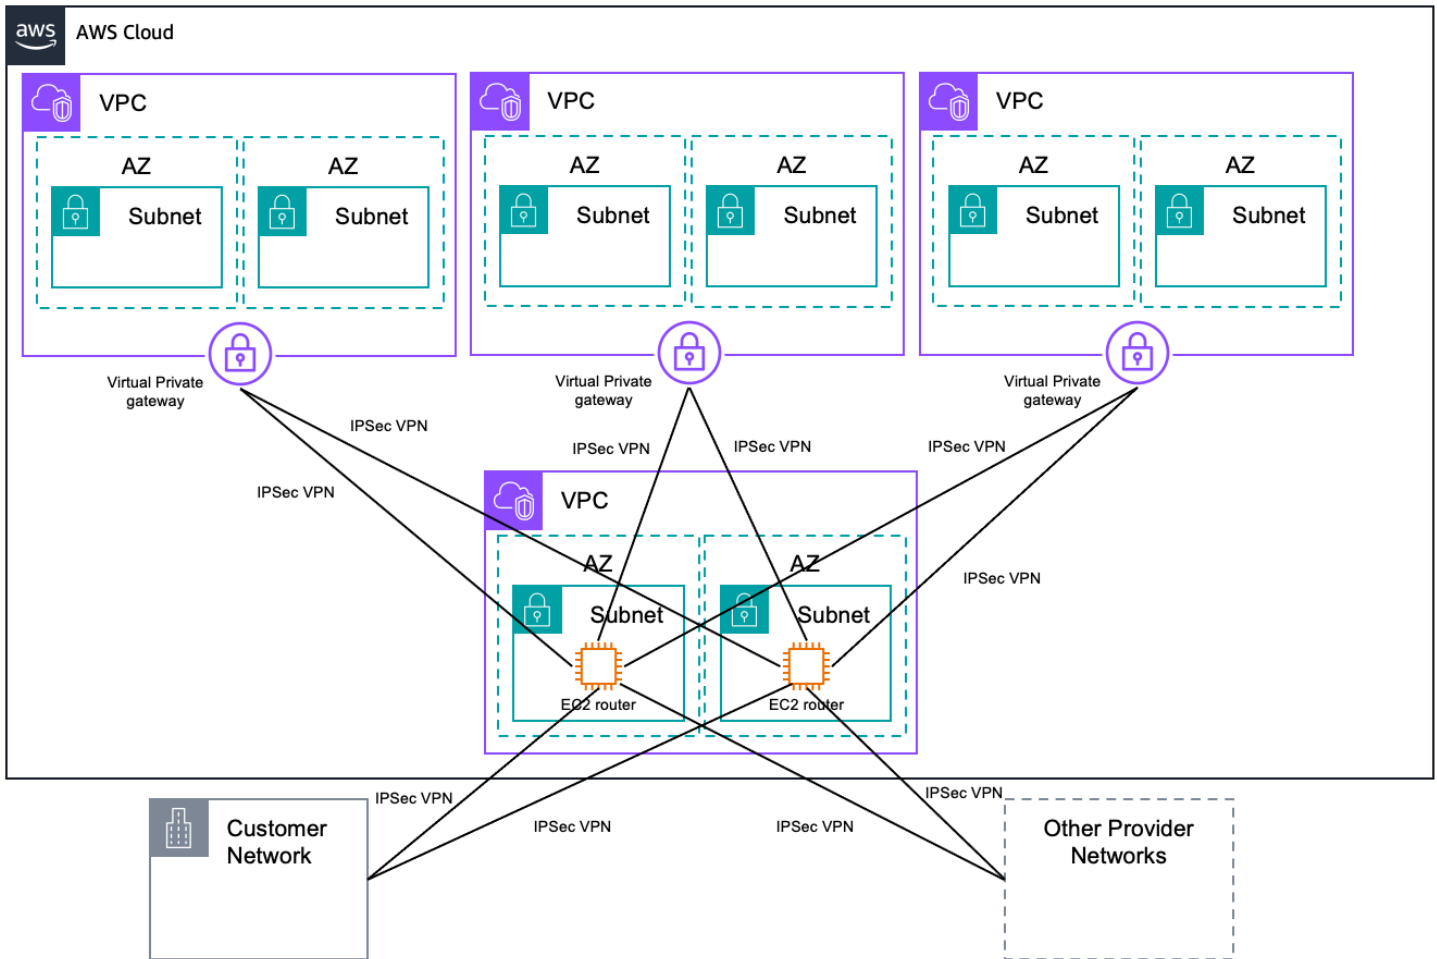 aws
AWS Cloud
VPC
AZ
Subnet
AZ
Subnet
Virtual Private
gateway
VPC
AZ
Subnet
AZ
Subnet
Virtual Private
gateway
VPC
AZ
Subnet
AZ
Subnet
Virtual Private
gateway
IPSec VPN
IPSec VPN
IPSec VPN
IPSec VPN
IPSec VPN
IPSec VPN
VPC
AZ
Subnet
EC2 router
AZ
Subnet
EC2 router
IPSec VPN
IPSec VPN
IPSec VPN
IPSec VPN
Customer
Network
Other Provider
Networks